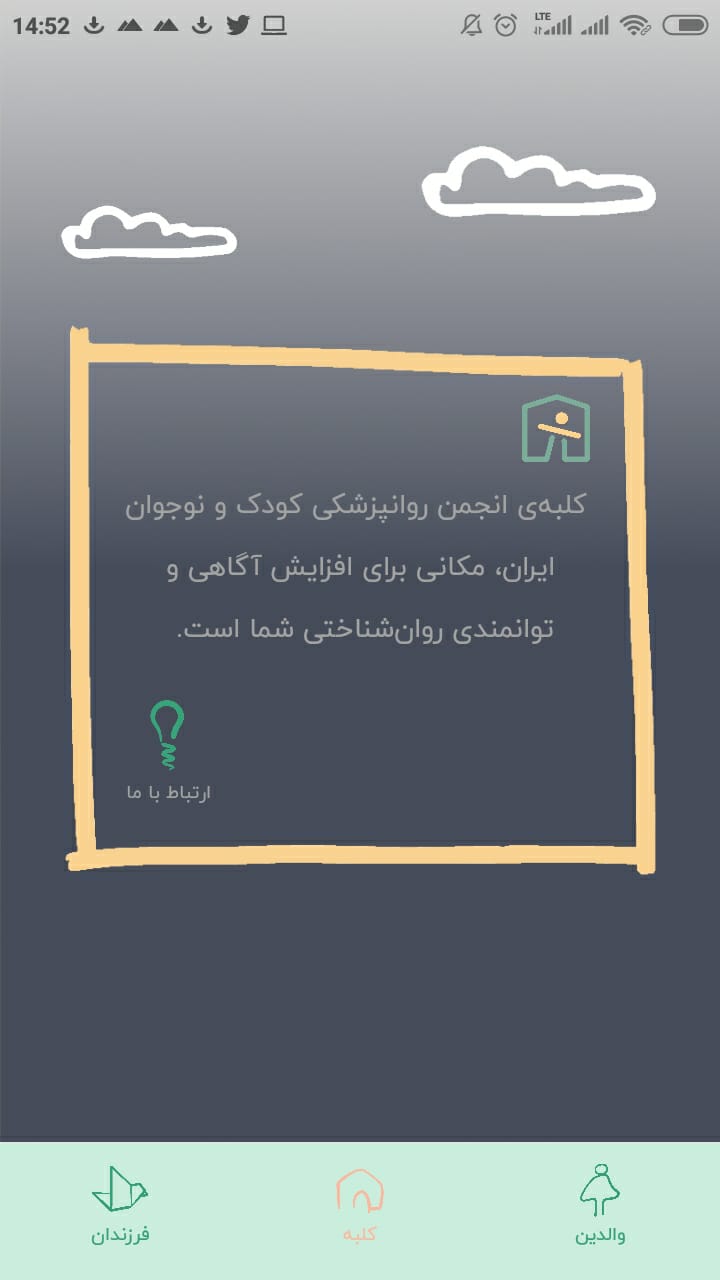 14:52
LTE
کلبه‌ی انجمن روانپزشکی کودک و نوجوان
ایران، مکانی برای افزایش آگاهی و
توانمندی روان‌شناختی شما است.
ارتباط با ما
والدین
کلبه
فرزندان